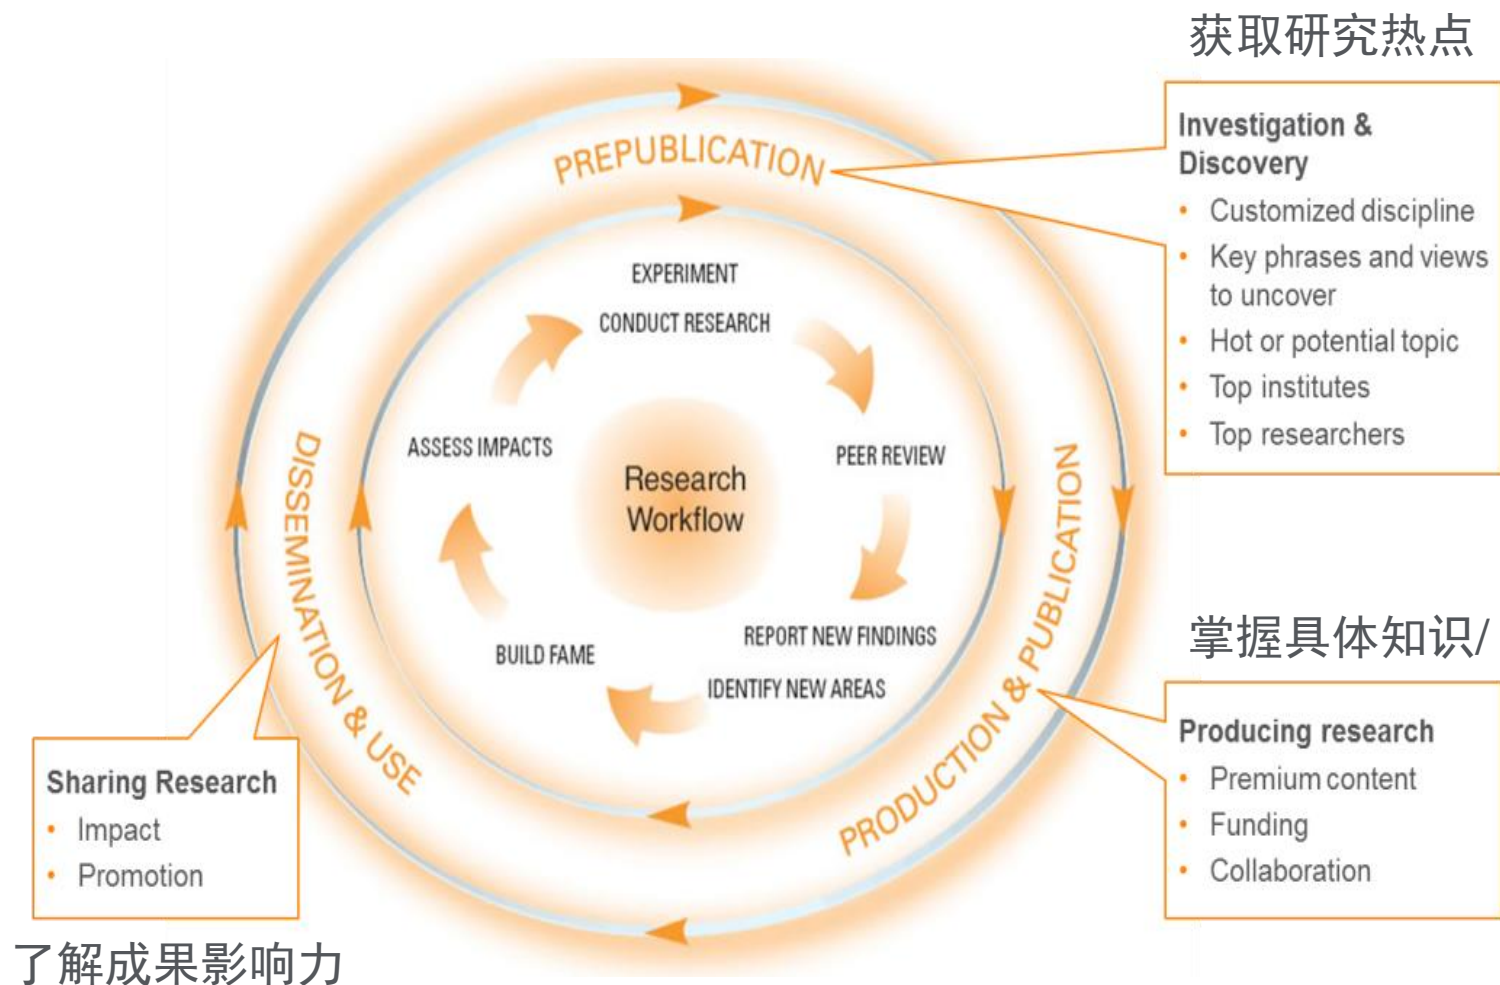 获取研究热点
Investigation &
Discovery
• Customized discipline
• Key phrases and views
to uncover
• Hot or potential topic
• Top institutes
• Top researchers
PREPUBLICATION
EXPERIMENT
CONDUCT RESEARCH
ASSESS IMPACTS
PEER REVIEW
Research
Workflow
REPORT NEW FINDINGS
BUILD FAME
IDENTIFY NEW AREAS
DISSEMINATION & USE
PRODUCTION & PUBLICATION
掌握具体知识/
Producing research
• Premium content
• Funding
• Collaboration
Sharing Research
• Impact
• Promotion
了解成果影响力